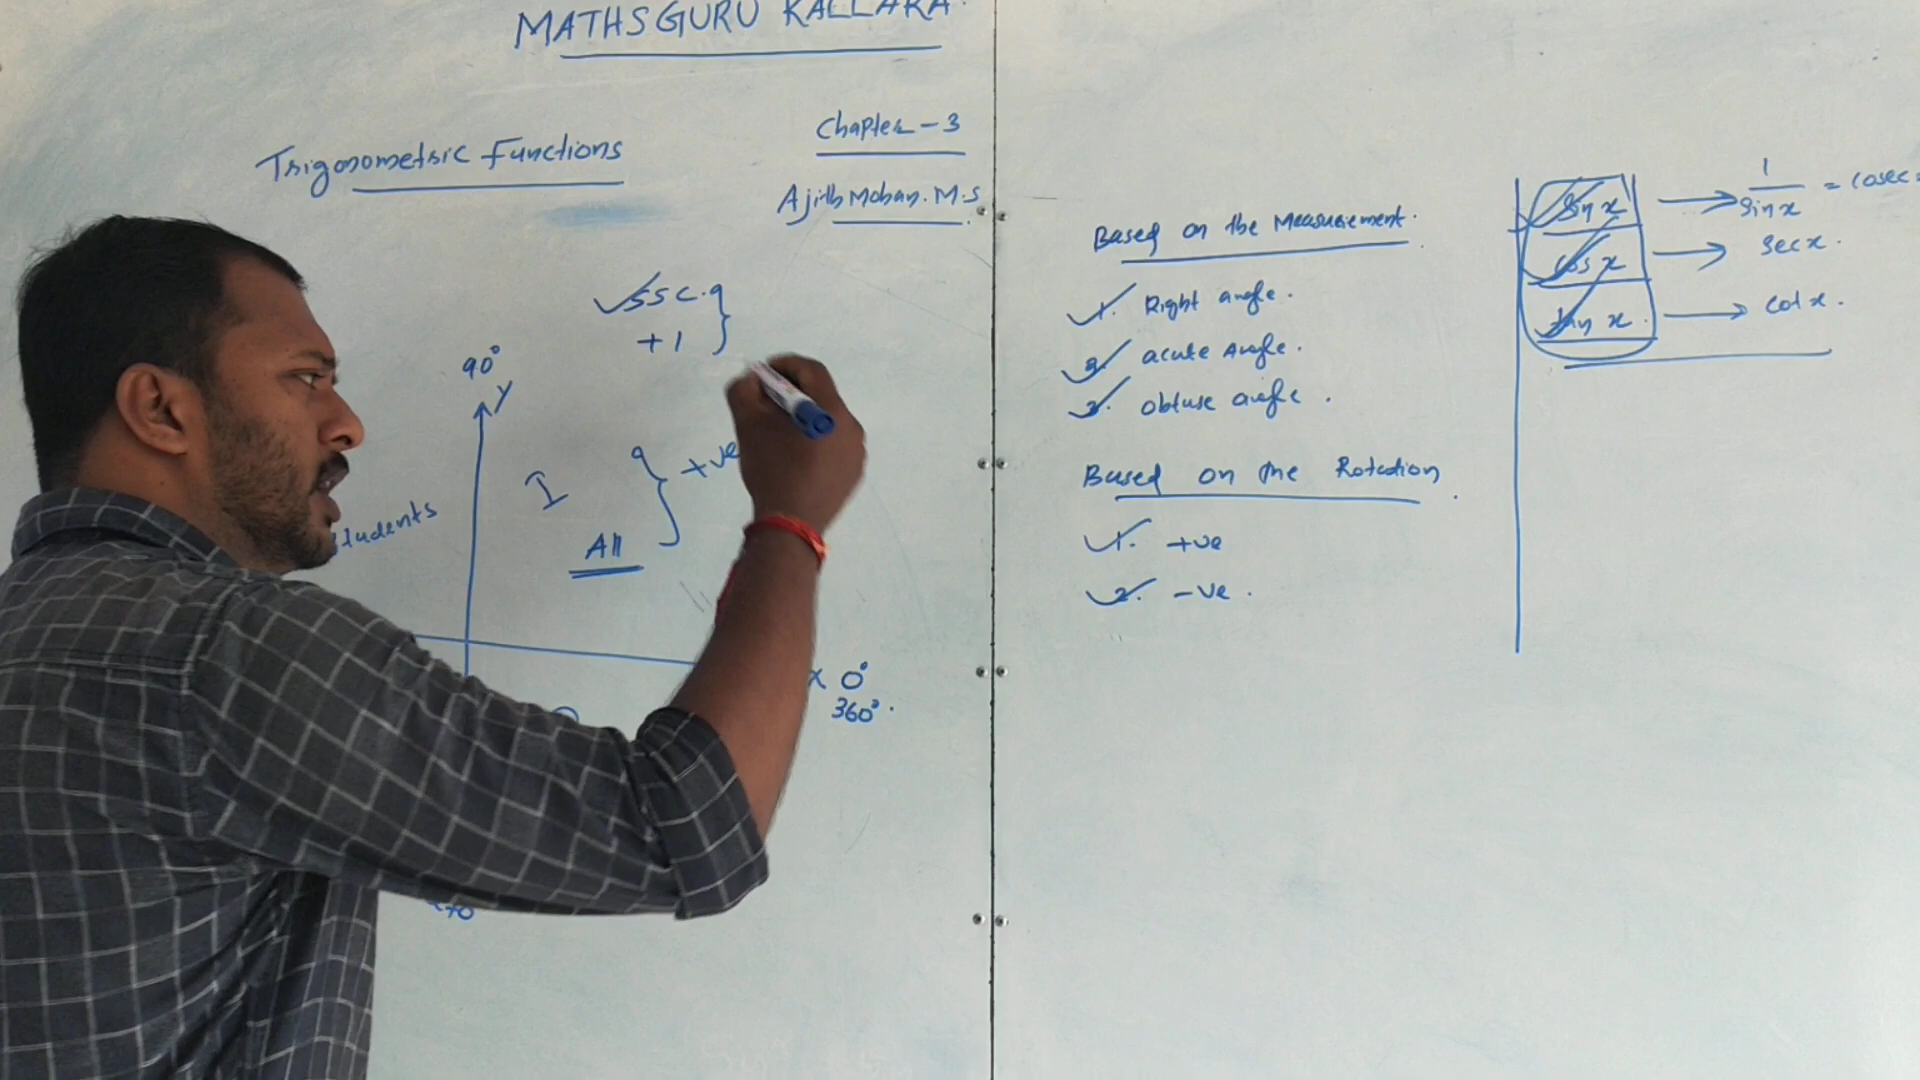 MATHSGURU KALLARA
Trigonometric Functions
Chapter - 3
Ajith Mohan. M.S
SSC.
+1
90°
Y
I
+ve
All
students
X 0°
360°.
Based on the Measurement.
1. Right angle.
2. acute Angle.
3. obtuse angle.
Based on the Rotation.
1. +ve
2. -ve.
sin x → 1/sin x = cosec
cos x → sec x.
tan x. → cot x.